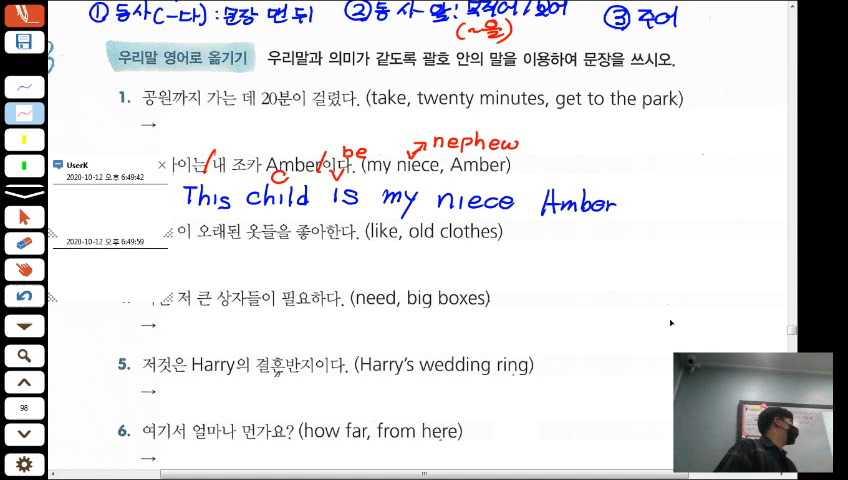 ① 동사(~다) : 문장 맨 뒤 ② 동사 앞! 목적어/보어 ③ 주어
(~을)
우리말 영어로 옮기기 우리말과 의미가 같도록 괄호 안의 말을 이용하여 문장을 쓰시오.
1. 공원까지 가는 데 20분이 걸렸다. (take, twenty minutes, get to the park)
→
be nephew
아이는 / 내 조카 Amber / 이다. (my niece, Amber)
UserK
2020-10-12 오후 6:49:42
C
This child is my niece Amber
이 오래된 옷들을 좋아한다. (like, old clothes)
2020-10-12 오후 6:49:59
저 큰 상자들이 필요하다. (need, big boxes)
→
5. 저것은 Harry의 결혼반지이다. (Harry's wedding ring)
→
98
6. 여기서 얼마나 먼가요? (how far, from here)
→